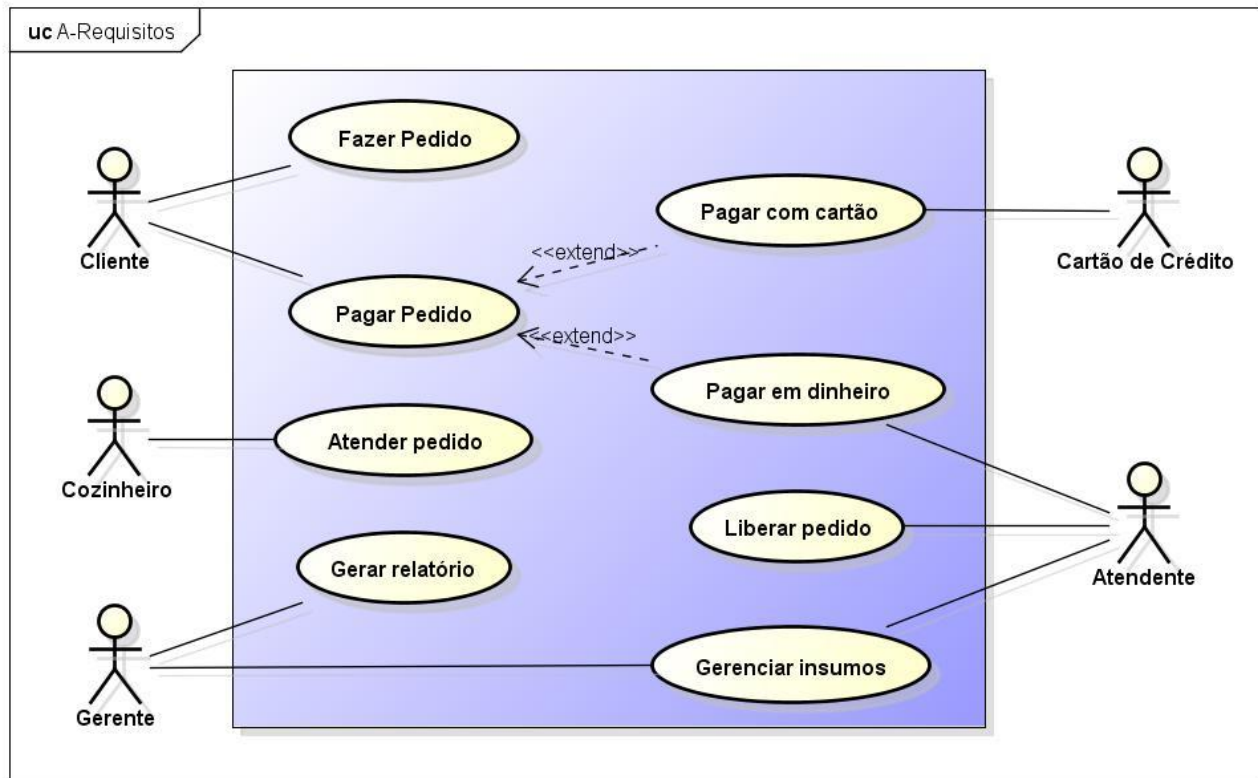 uc A-Requisitos
Fazer Pedido
Pagar com cartão
<<extend>>
Cliente
Cartão de Crédito
Pagar Pedido
<<extend>>
Pagar em dinheiro
Atender pedido
Cozinheiro
Liberar pedido
Gerar relatório
Atendente
Gerenciar insumos
Gerente